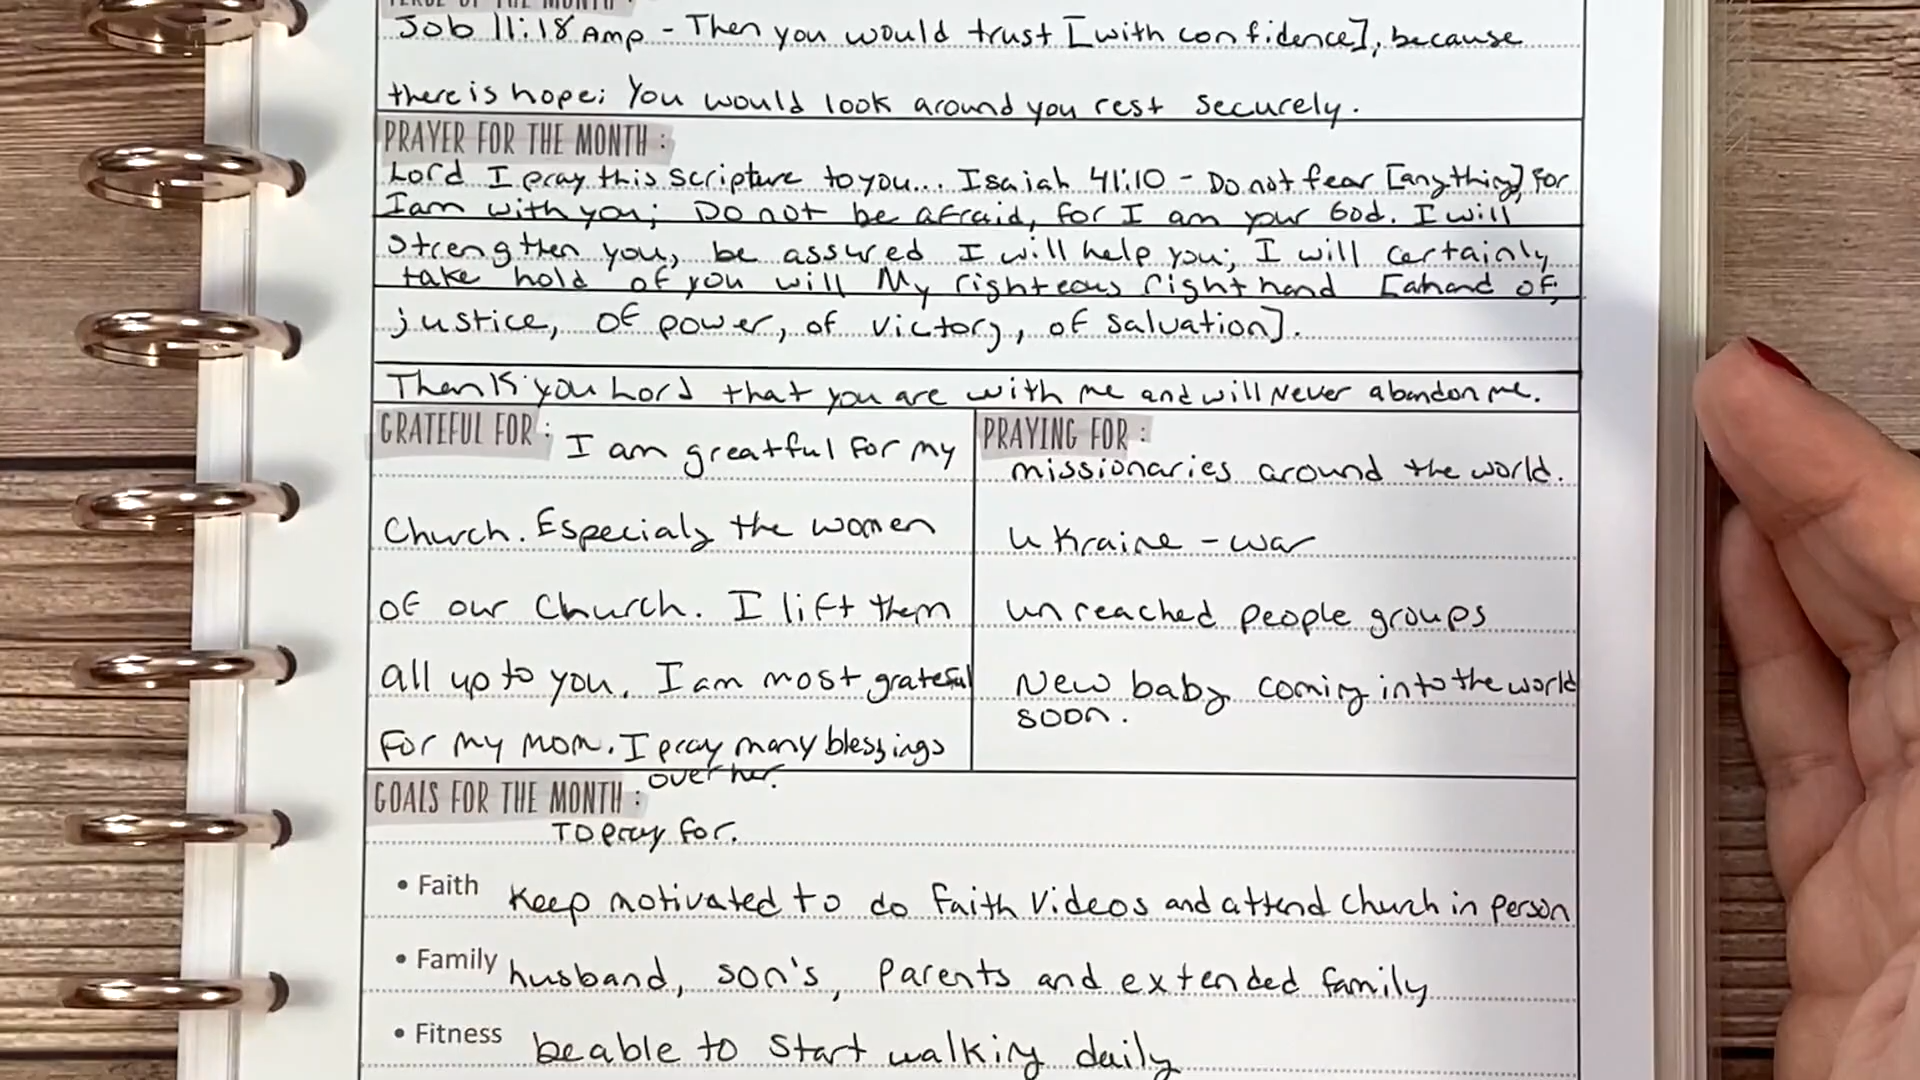 VERSE OF THE MONTH :
Job 11:18 Amp - Then you would trust [with confidence], because
there is hope; You would look around you rest securely.
PRAYER FOR THE MONTH :
Lord I pray this scripture to you... Isaiah 41:10 - Do not fear [anything], for
I am with you; Do not be afraid, for I am your God. I will
strengthen you, be assured I will help you; I will certainly
take hold of you will My righteous right hand [a hand of,
justice, of power, of victory, of salvation].
Thank you Lord that you are with me and will Never abandon me.
GRATEFUL FOR : I am greatful for my
Church. Especialy the women
of our Church. I lift them
all up to you. I am most grateful
for my mom. I pray many blessings
over her.
PRAYING FOR :
missionaries around the world.
Ukraine - war
unreached people groups
New baby coming into the world
soon.
GOALS FOR THE MONTH :
To pray for.
• Faith Keep motivated to do faith videos and attend church in person
• Family husband, son's, parents and extended family
• Fitness be able to start walking daily